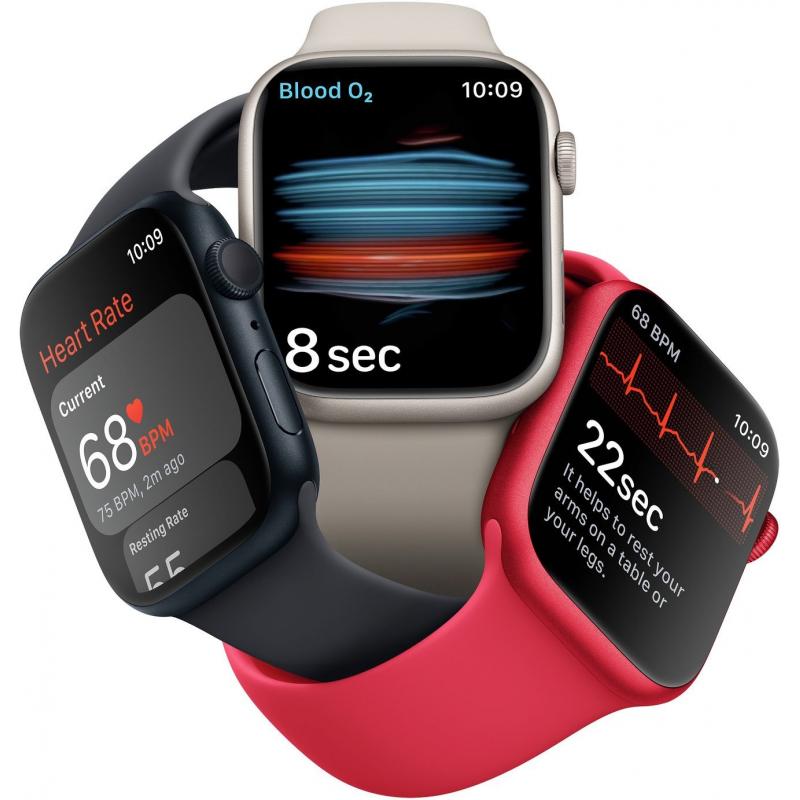 Blood O₂
10:09
8 sec
10:09
Heart Rate
Current
68 BPM
75 BPM, 2m ago
Resting Rate
55
68 BPM
10:09
22sec
It helps to rest your
arms on a table or
your legs.